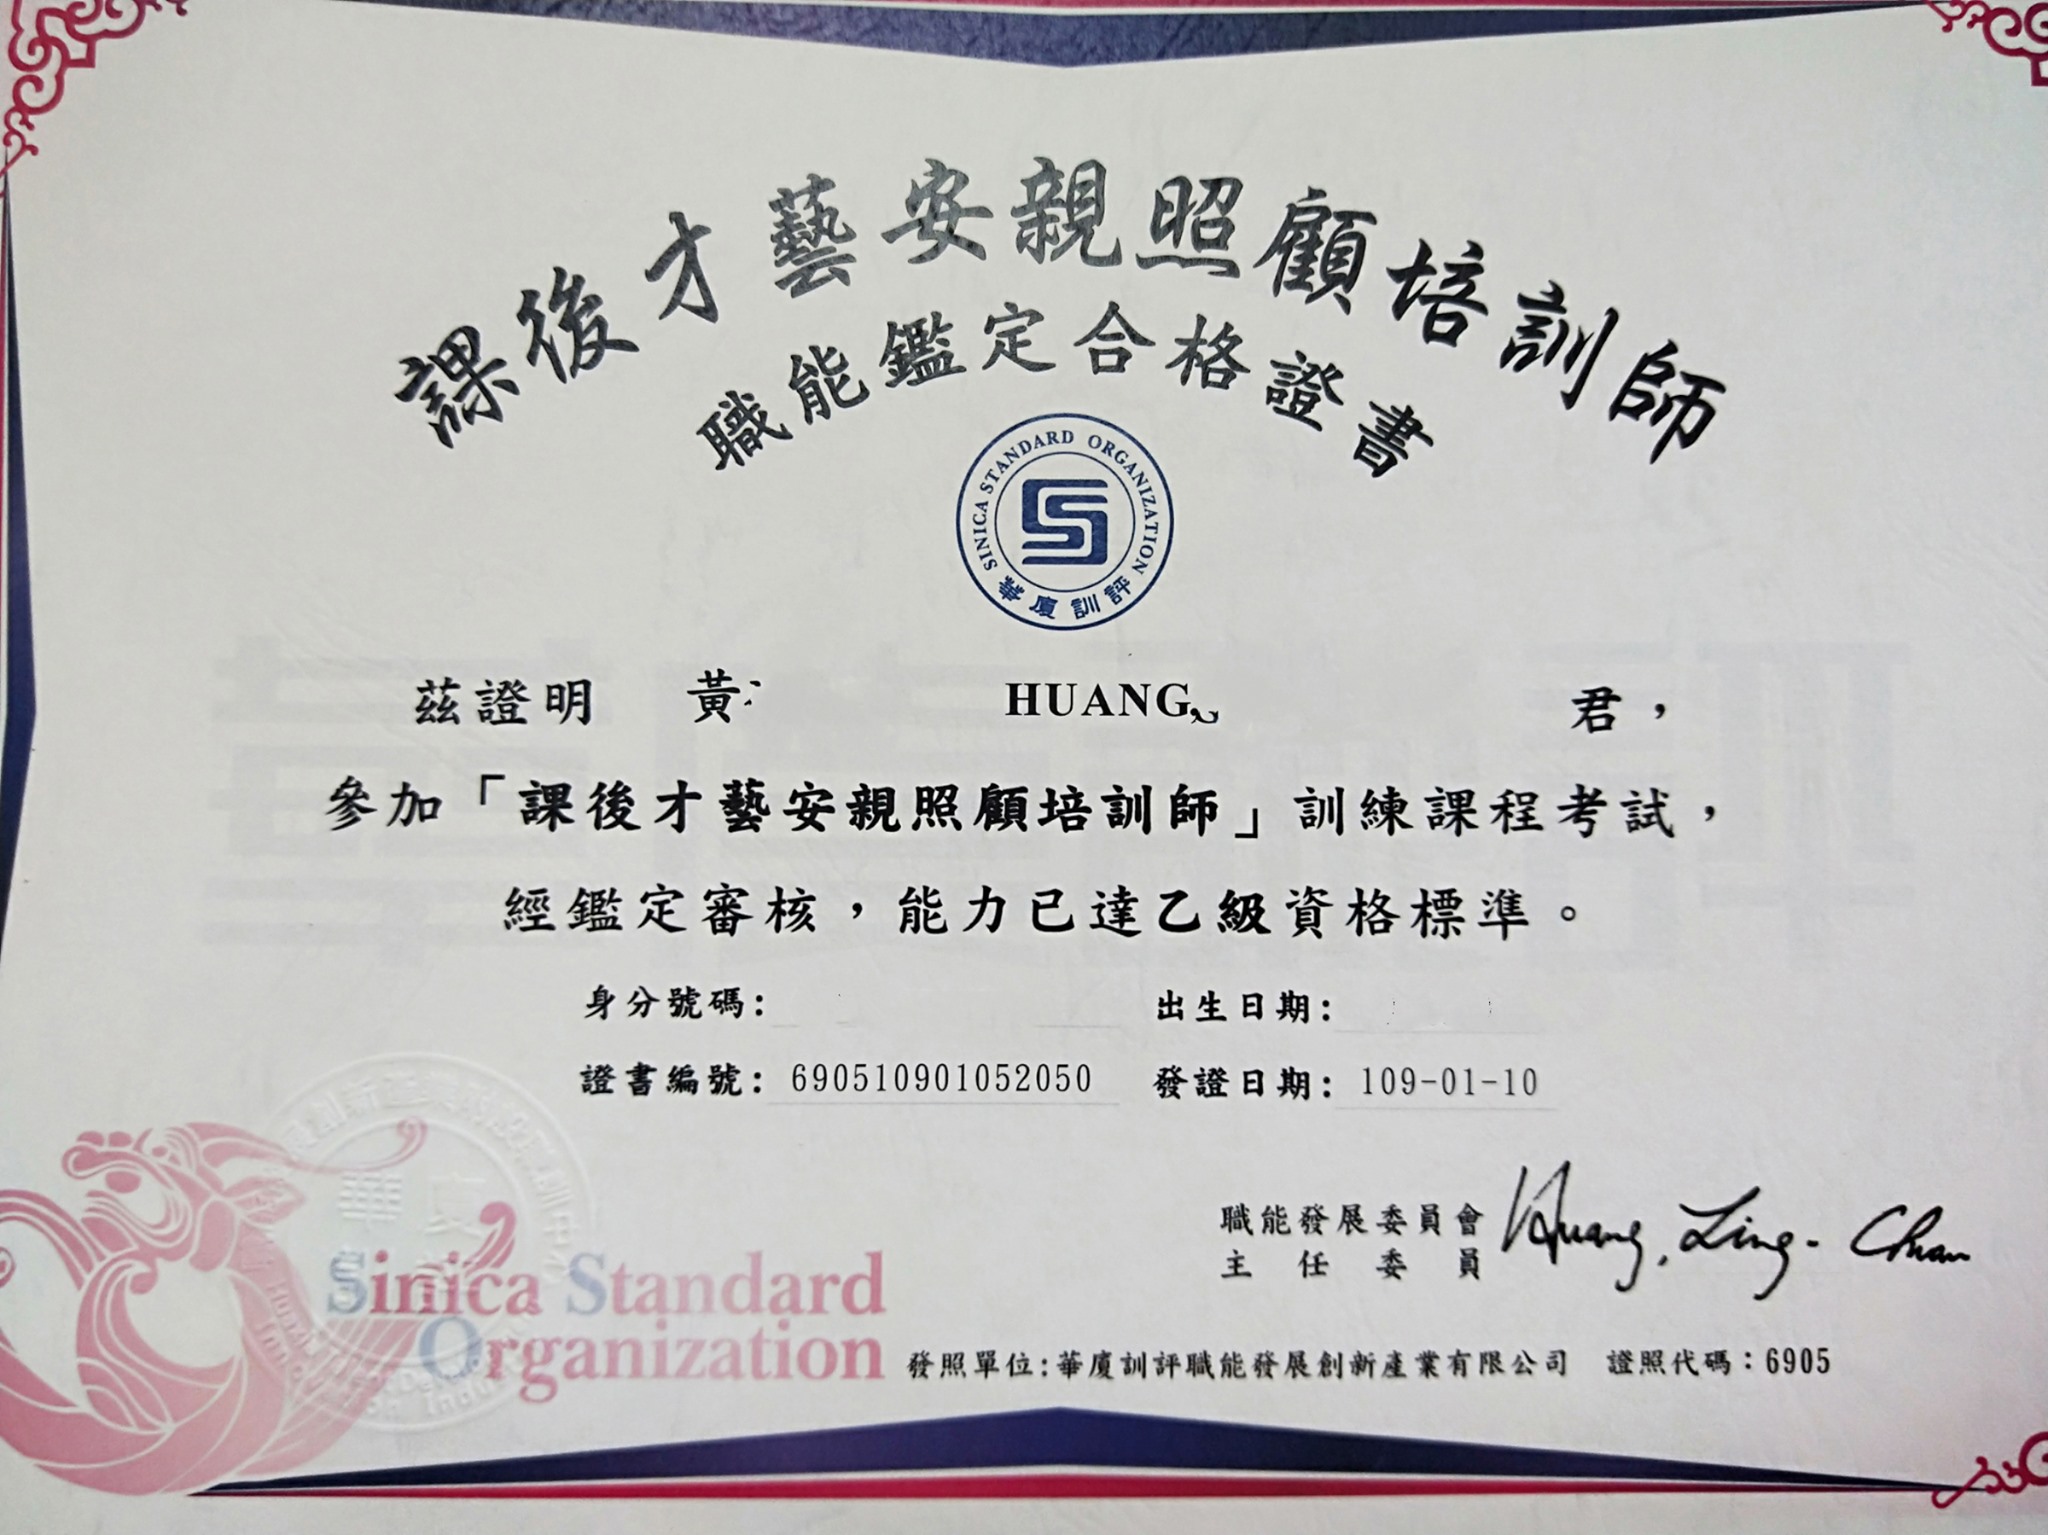 課後才藝安親照顧培訓師
職能鑑定合格證書
SINICA STANDARD ORGANIZATION
華廈訓評
茲證明 黃 HUANG, 君，
參加「課後才藝安親照顧培訓師」訓練課程考試，
經鑑定審核，能力已達乙級資格標準。
身分號碼: 出生日期:
證書編號: 690510901052050 發證日期: 109-01-10
職能發展委員會
主任委員 Huang, Ling-Chuan
Sinica Standard
Organization
發照單位:華廈訓評職能發展創新產業有限公司 證照代碼：6905